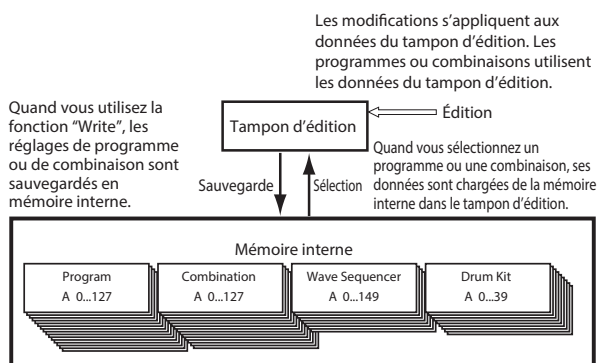 Les modifications s’appliquent aux
données du tampon d’édition. Les
programmes ou combinaisons utilisent
les données du tampon d’édition.
Quand vous utilisez la
fonction “Write”, les
réglages de programme
ou de combinaison sont
sauvegardés en
mémoire interne.
Tampon d’édition
Édition
Quand vous sélectionnez un
programme ou une combinaison, ses
données sont chargées de la mémoire
interne dans le tampon d’édition.
Sauvegarde
Sélection
Mémoire interne
Program
A 0...127
Combination
A 0...127
Wave Sequencer
A 0...149
Drum Kit
A 0...39